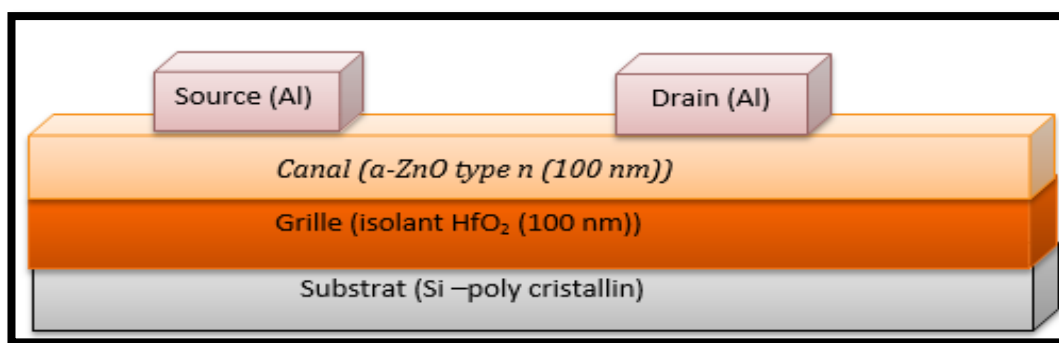 Source (Al)
Drain (Al)
Canal (a-ZnO type n (100 nm))
Grille (isolant HfO₂ (100 nm))
Substrat (Si –poly cristallin)